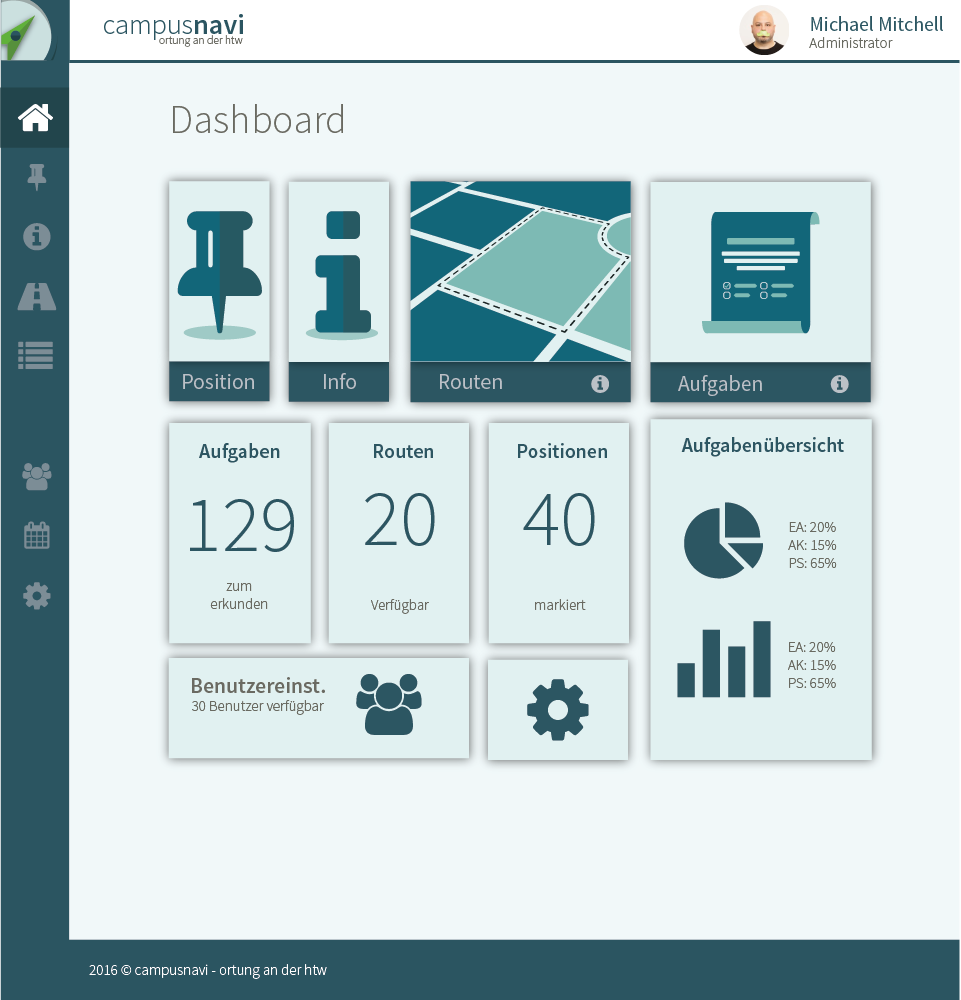 campusnavi
ortung an der htw
Michael Mitchell
Administrator
Dashboard
Position
Info
Routen
Aufgaben
Aufgaben
129
zum
erkunden
Routen
20
Verfügbar
Positionen
40
markiert
Aufgabenübersicht
EA: 20%
AK: 15%
PS: 65%
EA: 20%
AK: 15%
PS: 65%
Benutzereinst.
30 Benutzer verfügbar
2016 © campusnavi - ortung an der htw